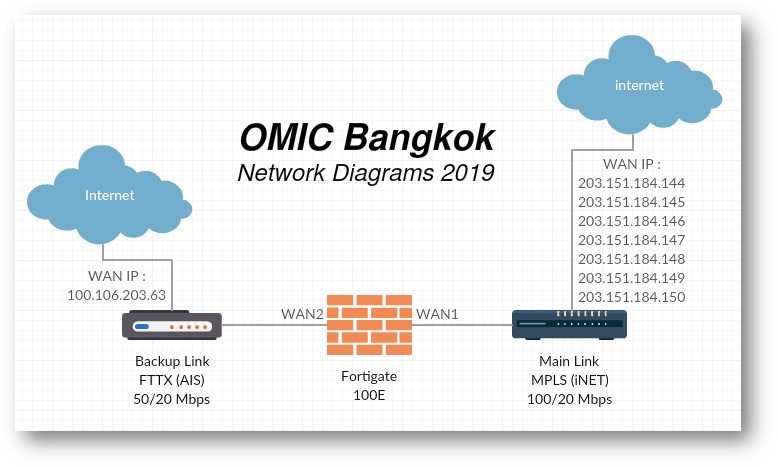 internet
OMIC Bangkok
Network Diagrams 2019
WAN IP :
203.151.184.144
203.151.184.145
203.151.184.146
203.151.184.147
203.151.184.148
203.151.184.149
203.151.184.150
Internet
WAN IP :
100.106.203.63
WAN2
WAN1
Backup Link
FTTX (AIS)
50/20 Mbps
Fortigate
100E
Main Link
MPLS (iNET)
100/20 Mbps